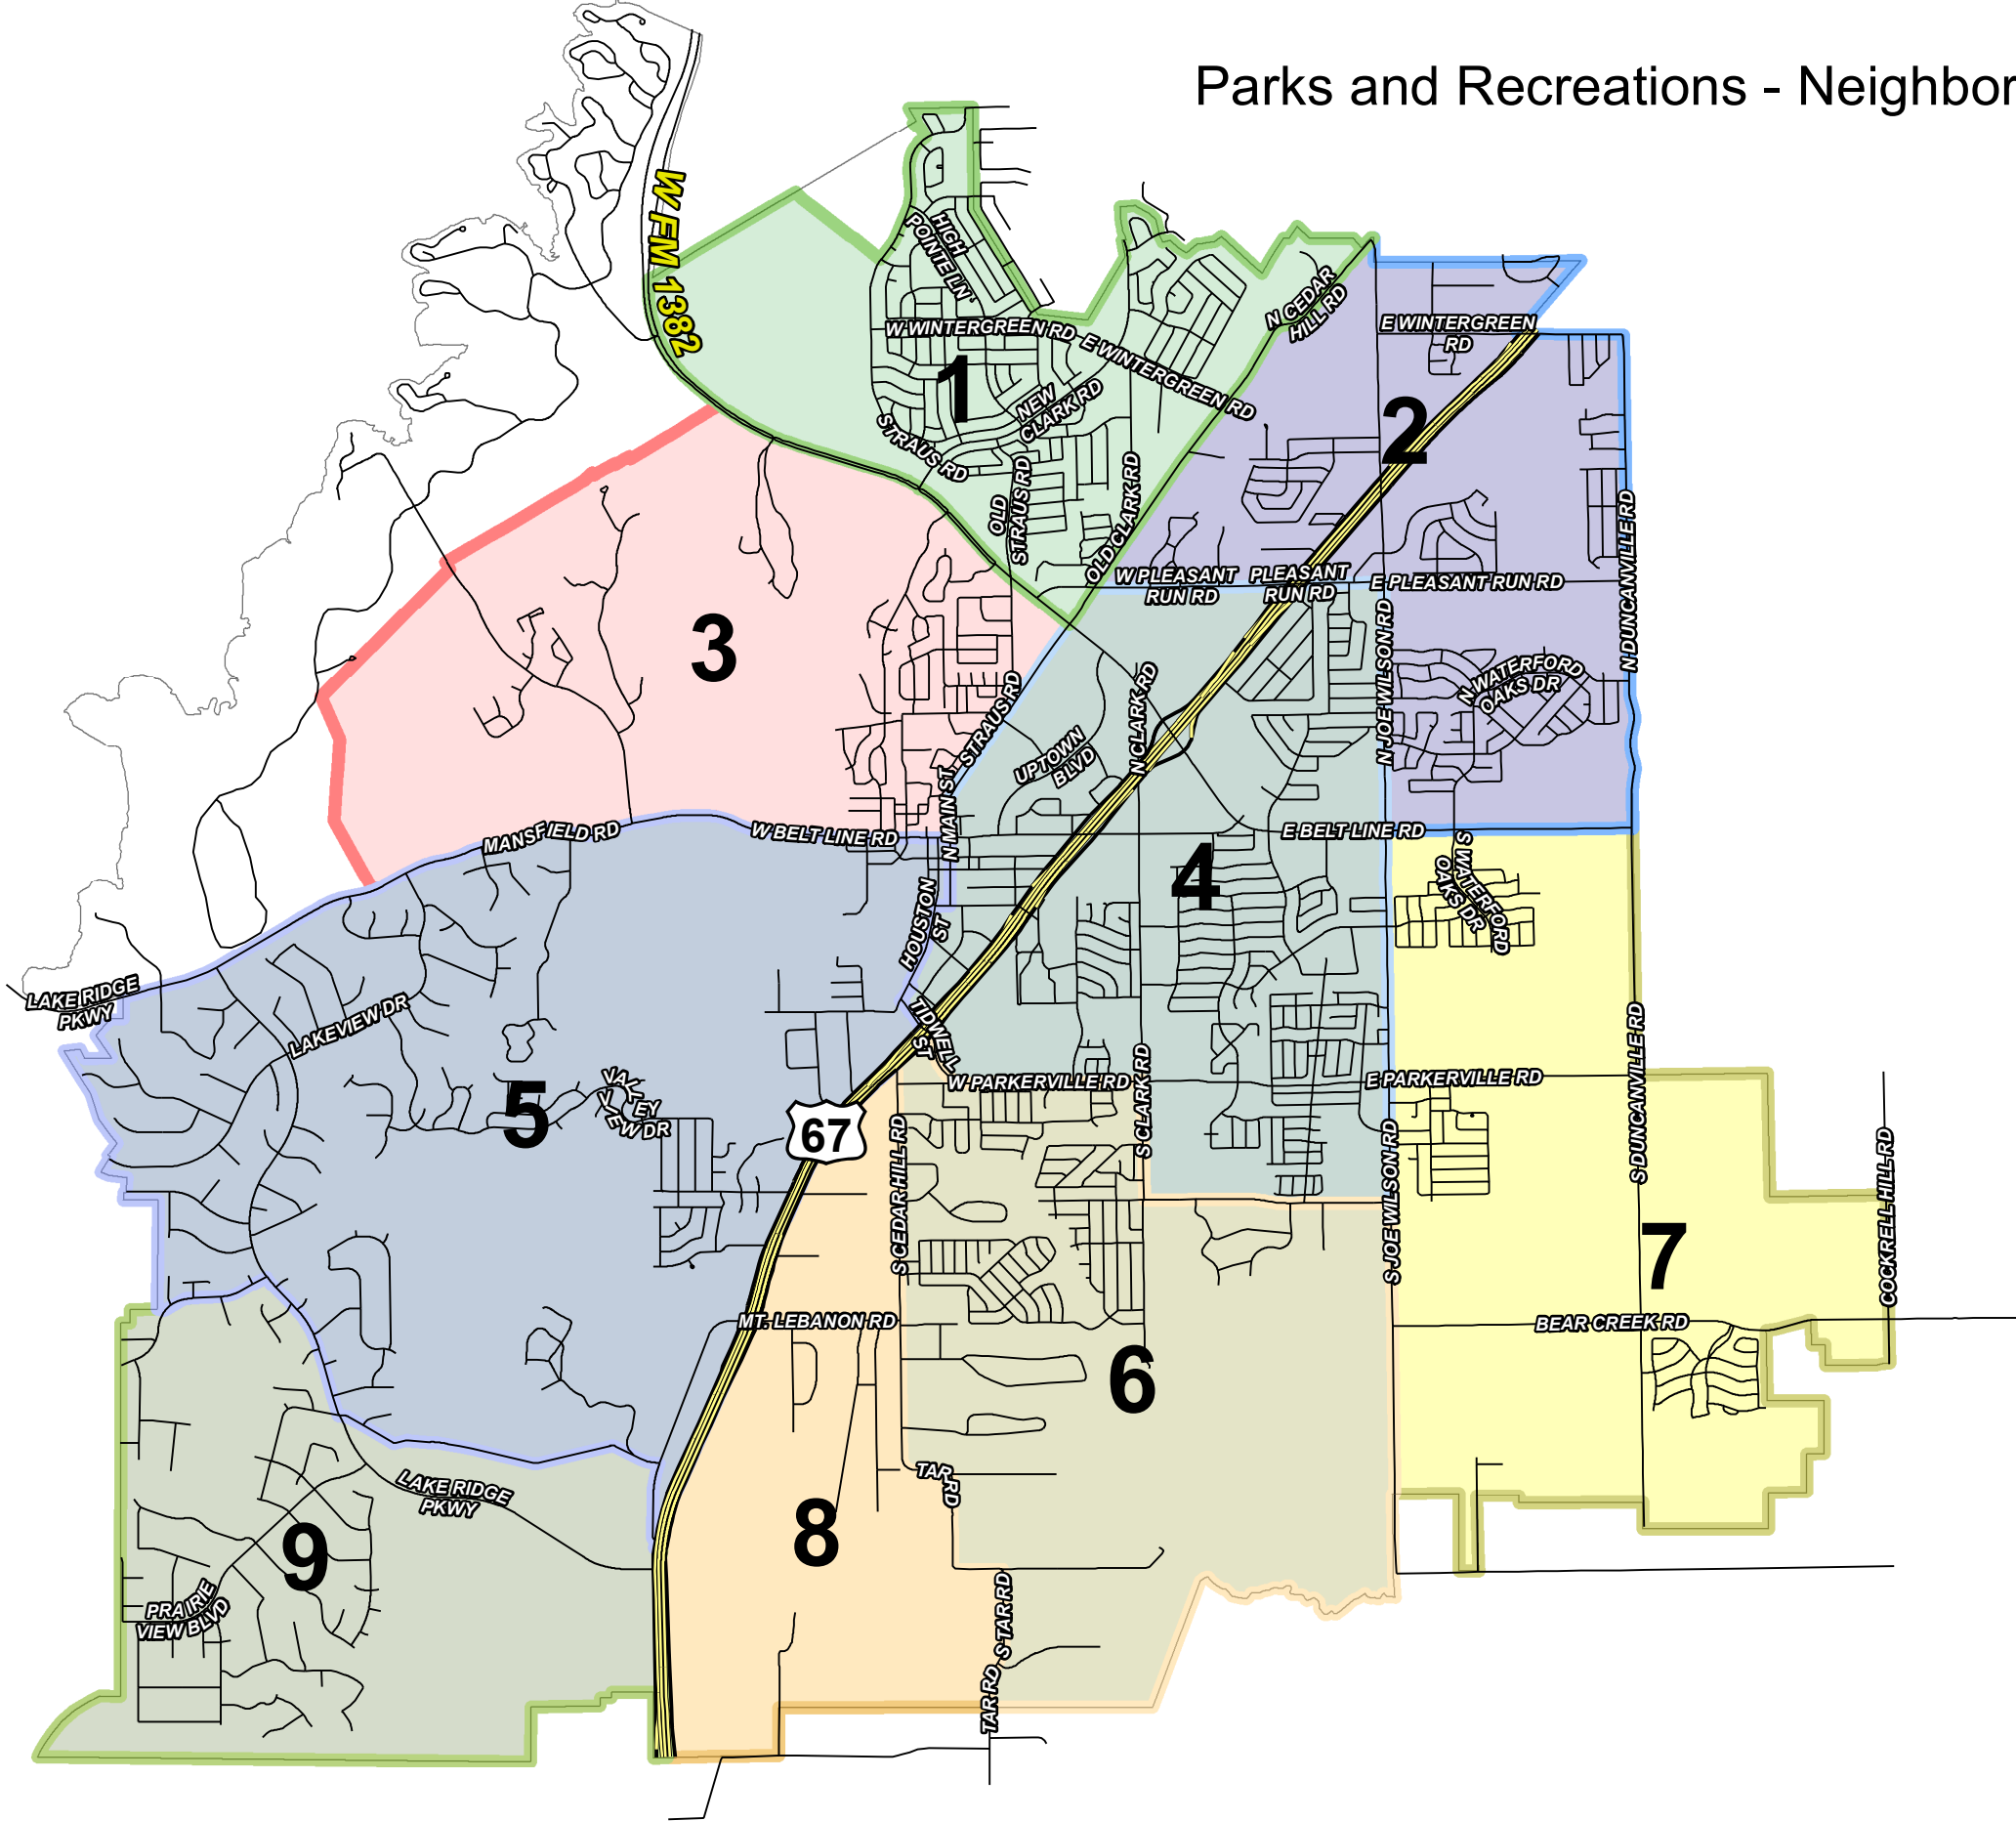 Parks and Recreations - Neighbor
W FM 1382
HIGH
POINTE LN
W WINTERGREEN RD
E WINTERGREEN RD
N CEDAR
HILL RD
E WINTERGREEN
RD
1
NEW
CLARK RD
STRAUS RD
2
OLD
STRAUS RD
OLD CLARK RD
N DUNCANVILLE RD
W PLEASANT
RUN RD
PLEASANT
RUN RD
E PLEASANT RUN RD
3
N JOE WILSON RD
N WATERFORD
OAKS DR
STRAUS RD
N CLARK RD
UPTOWN
BLVD
N MAIN ST
MANSFIELD RD
W BELT LINE RD
E BELT LINE RD
4
S WATERFORD
OAKS DR
HOUSTON
ST
LAKE RIDGE
PKWY
LAKEVIEW DR
TIDWELL
ST
5
VALLEY
VIEW DR
W PARKERVILLE RD
E PARKERVILLE RD
S CLARK RD
S DUNCANVILLE RD
67
S CEDAR HILL RD
S JOE WILSON RD
COCKRELL HILL RD
7
MT. LEBANON RD
BEAR CREEK RD
6
LAKE RIDGE
PKWY
TAR RD
8
9
PRAIRIE
VIEW BLVD
S TAR RD
TAR RD